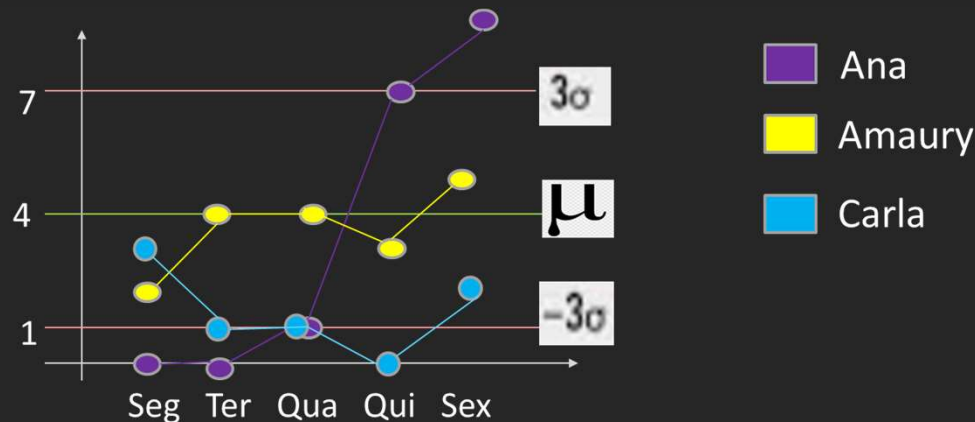 7
4
1
3σ
μ
-3σ
Seg Ter Qua Qui Sex
Ana
Amaury
Carla